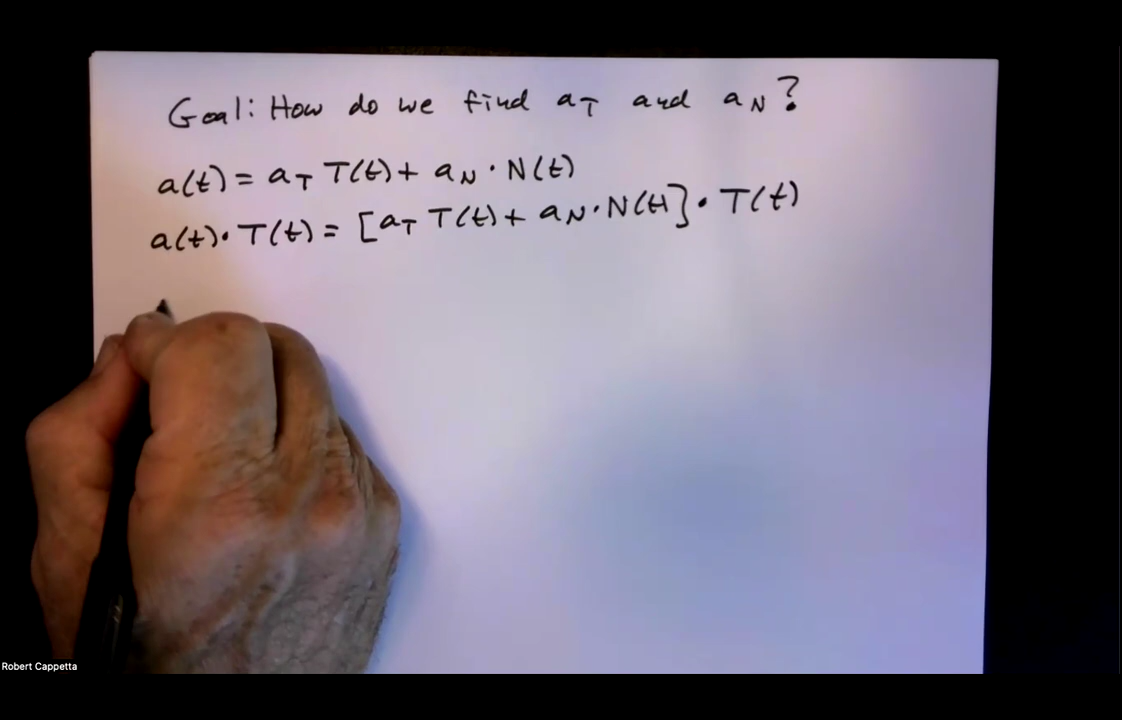 Goal: How do we find a_T and a_N?
a(t) = a_T T(t) + a_N · N(t)
a(t) · T(t) = [a_T T(t) + a_N · N(t)] · T(t)
Robert Cappetta